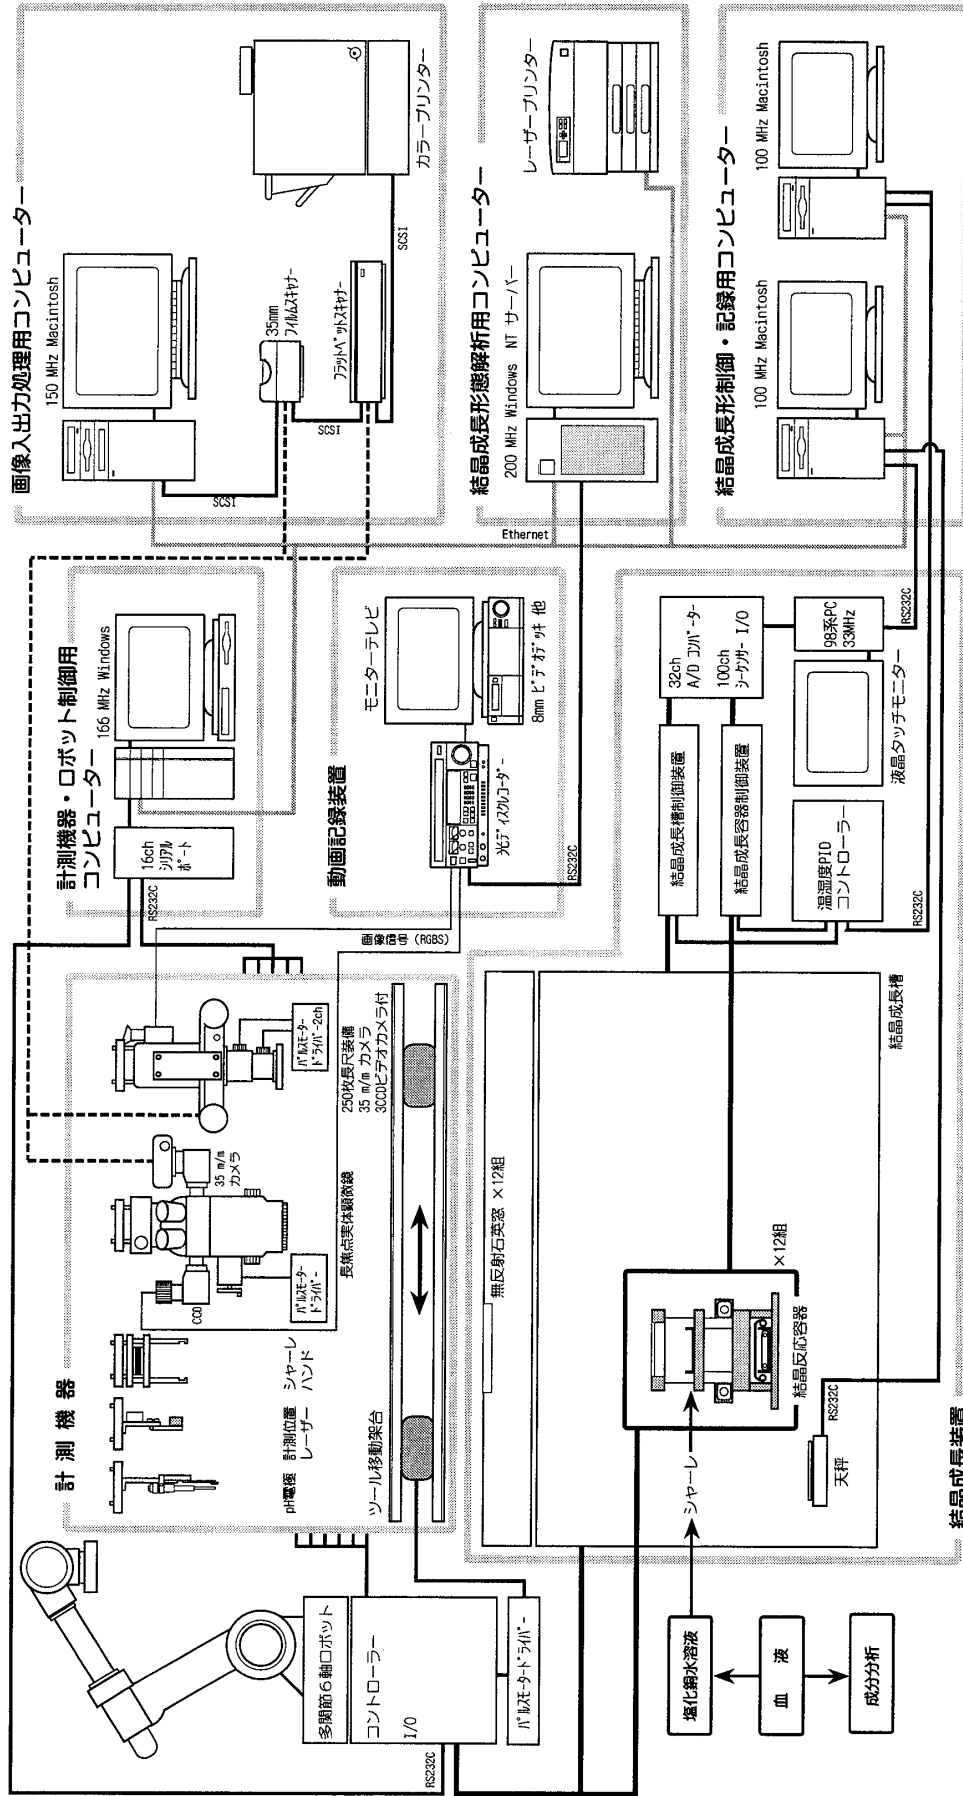 画像入出力処理用コンピューター
150 MHz Macintosh
カラープリンター
35mm
フィルムスキャナー
フラットベットスキャナー
SCSI
SCSI
SCSI
結晶成長形態解析用コンピューター
200 MHz Windows NT サーバー
レーザープリンター
Ethernet
結晶成長形制御・記録用コンピューター
100 MHz Macintosh
100 MHz Macintosh
計測機器・ロボット制御用
コンピューター
166 MHz Windows
16ch
シリアル
ポート
RS232C
動画記録装置
モニターテレビ
8mm ビデオデッキ 他
光ディスクレコーダー
RS232C
画像信号 (RGBS)
32ch
A/D コンバーター
100ch
シーケンサー I/O
98系PC
33MHz
RS232C
液晶タッチモニター
結晶成長槽制御装置
結晶成長容器制御装置
温湿度PID
コントローラー
RS232C
計 測 機 器
pH電極
計測位置
レーザー
シャーレ
ハンド
CCD
35 m/m
カメラ
パルスモーター
ドライバー
長焦点実体顕微鏡
パルスモーター
ドライバー2ch
250枚長尺装備
35 m/m カメラ
3CCDビデオカメラ付
ツール移動架台
無反射石英窓 ×12組
結晶成長槽
結晶反応容器
×12組
シャーレ
天秤
RS232C
結晶成長装置
多関節6軸ロボット
コントローラー
I/O
RS232C
パルスモータードライバー
塩化銅水溶液
血 液
成分分析